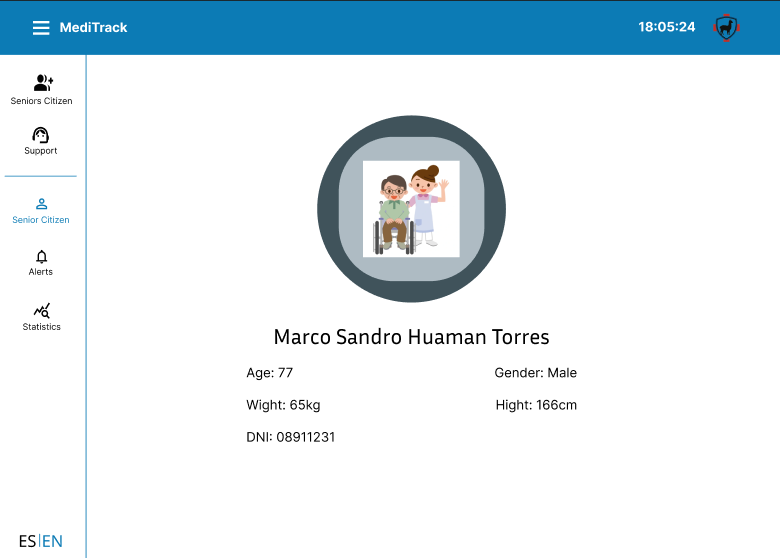 MediTrack
18:05:24
Seniors Citizen
Support
Senior Citizen
Alerts
Statistics
Marco Sandro Huaman Torres
Age: 77
Gender: Male
Wight: 65kg
Hight: 166cm
DNI: 08911231
ES|EN